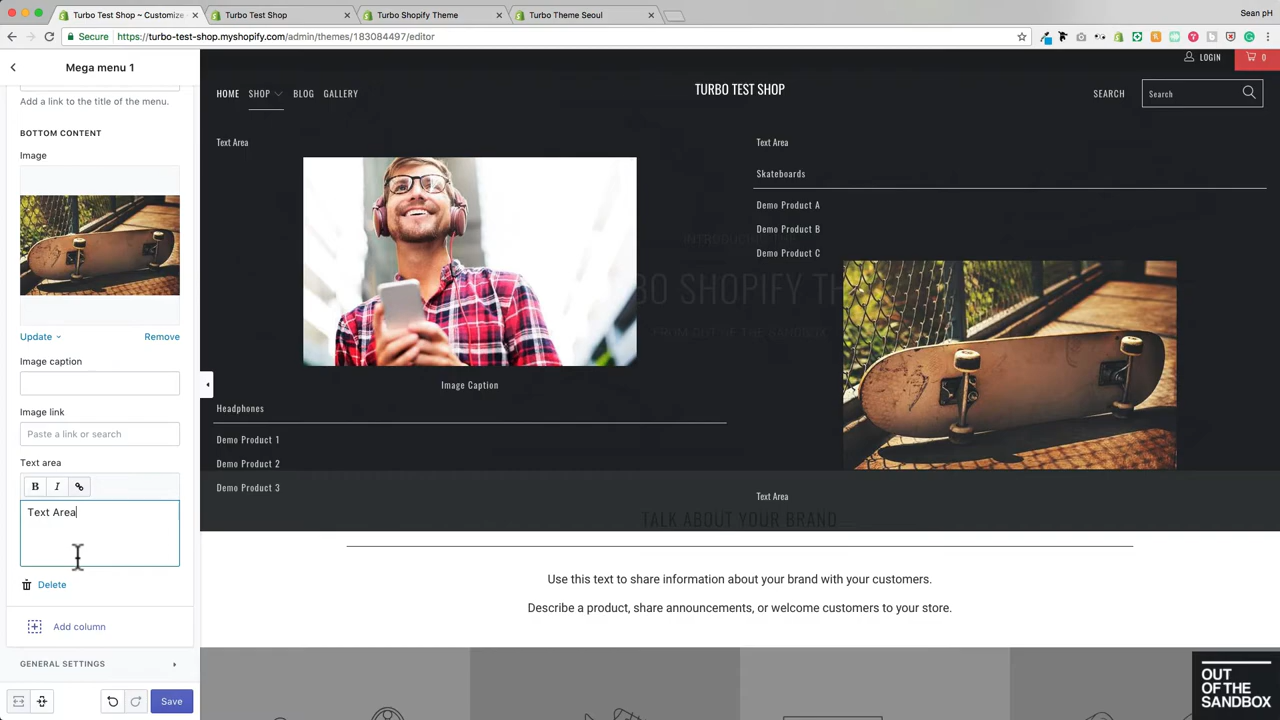 Turbo Test Shop ~ Customize
Turbo Test Shop
Turbo Shopify Theme
Turbo Theme Seoul
Sean pH
Secure
https://turbo-test-shop.myshopify.com/admin/themes/183084497/editor
Mega menu 1
Add a link to the title of the menu.
BOTTOM CONTENT
Image
Update
Remove
Image caption
Image link
Paste a link or search
Text area
B I
Text Area
Delete
Add column
GENERAL SETTINGS
Save
LOGIN
0
HOME SHOP BLOG GALLERY
TURBO TEST SHOP
SEARCH
Search
Text Area
Image Caption
Headphones
Demo Product 1
Demo Product 2
Demo Product 3
Text Area
Skateboards
Demo Product A
Demo Product B
Demo Product C
Text Area
FROM OUT OF THE SANDBOX
TALK ABOUT YOUR BRAND
Use this text to share information about your brand with your customers.
Describe a product, share announcements, or welcome customers to your store.
OUT
OF THE
SANDBOX